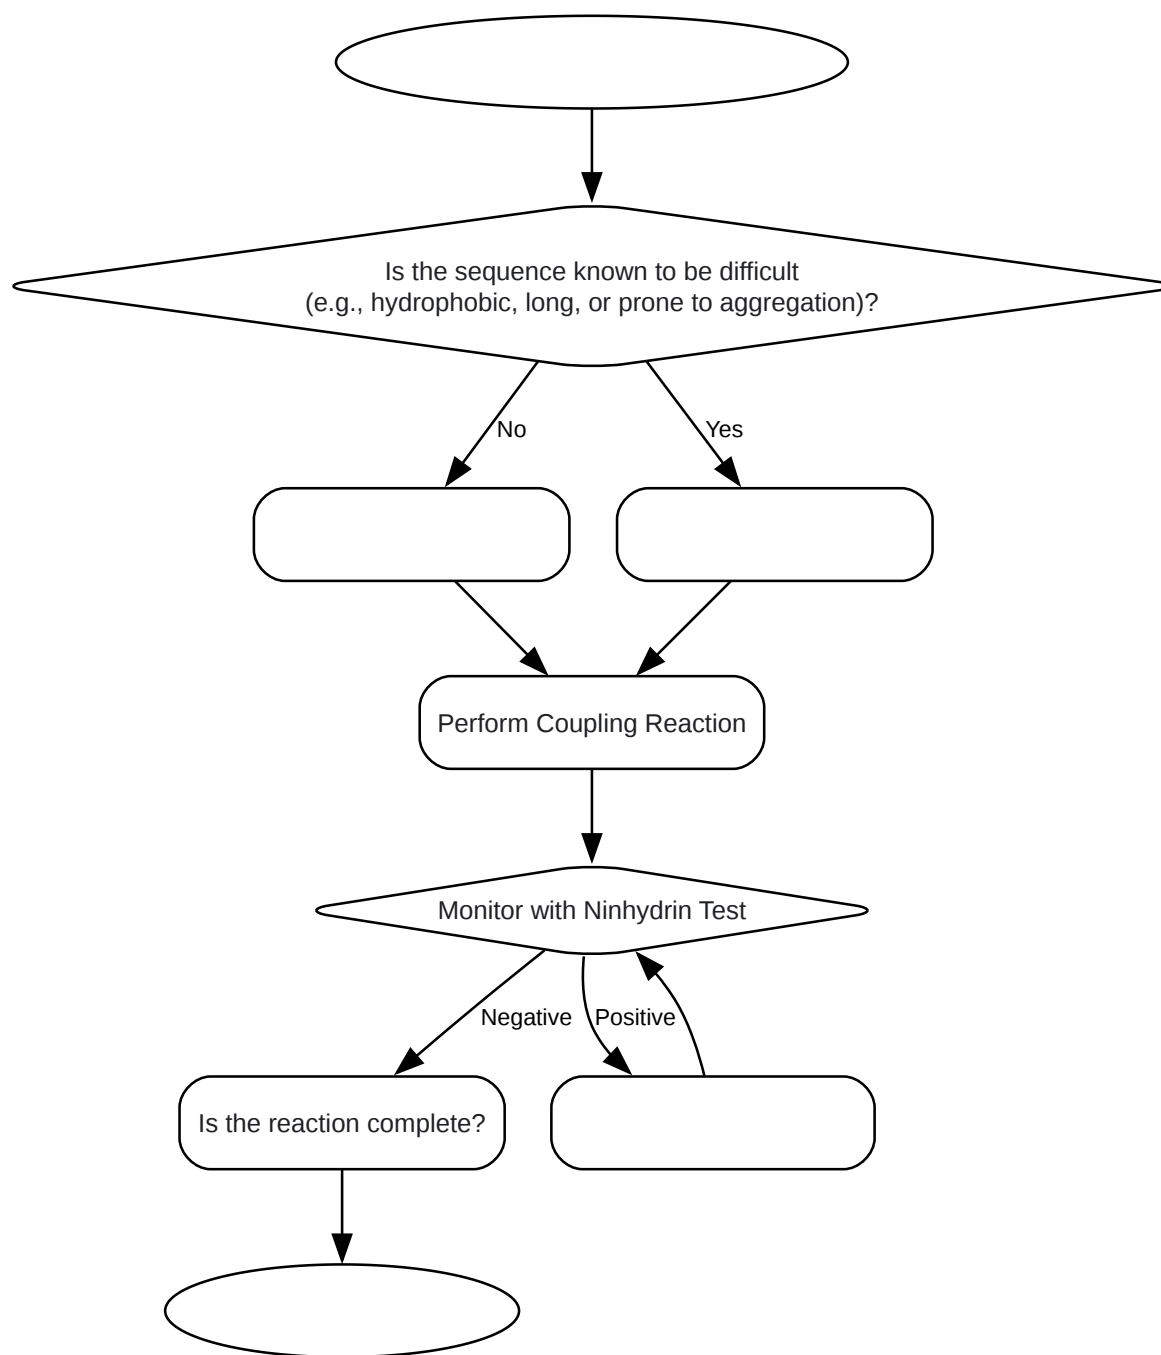 Is the sequence known to be difficult
(e.g., hydrophobic, long, or prone to aggregation)?
No
Yes
Perform Coupling Reaction
Monitor with Ninhydrin Test
Negative
Positive
Is the reaction complete?